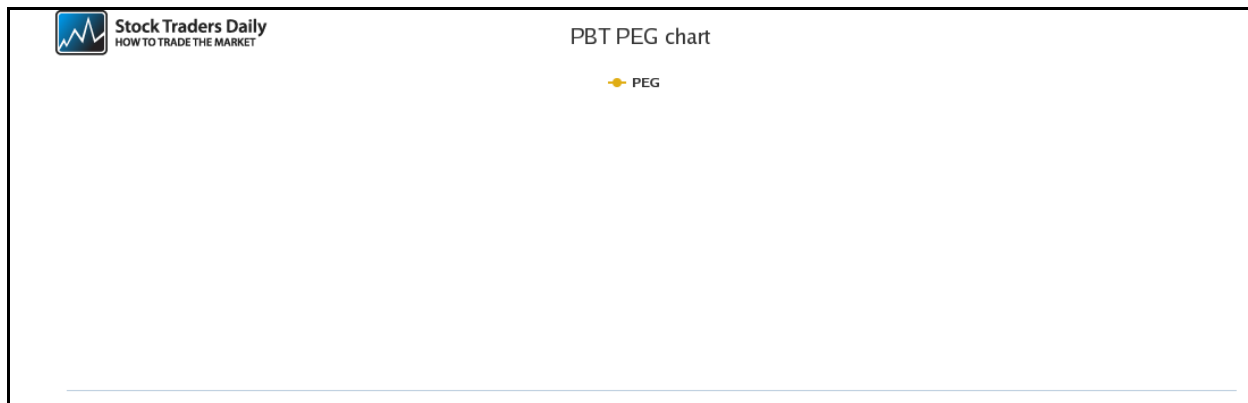 Stock Traders Daily
HOW TO TRADE THE MARKET
PBT PEG chart
PEG